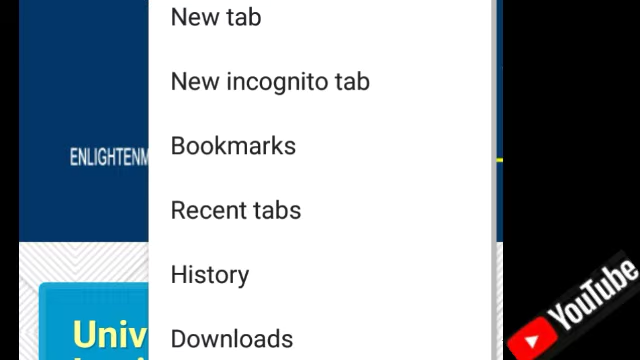 New tab
New incognito tab
ENLIGHTENM
Bookmarks
Recent tabs
History
YouTube
Univ
Downloads